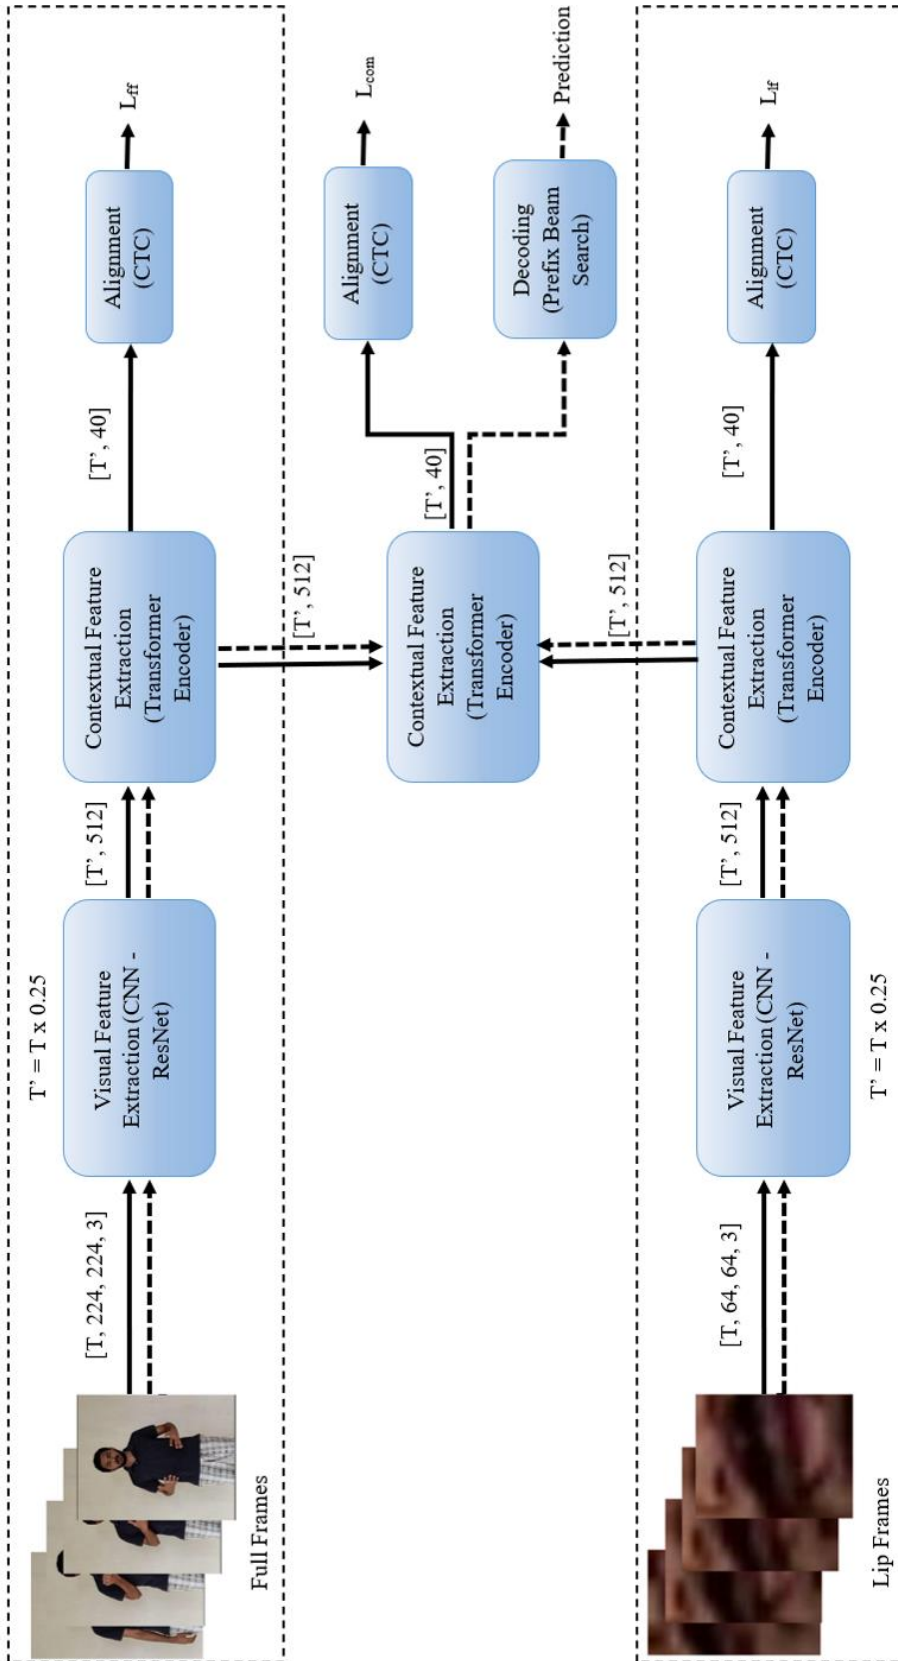 T' = T x 0.25
[T, 224, 224, 3]
Visual Feature
Extraction (CNN -
ResNet)
[T', 512]
Contextual Feature
Extraction
(Transformer
Encoder)
[T', 40]
Alignment
(CTC)
Lff
Full Frames
[T', 512]
Contextual Feature
Extraction
(Transformer
Encoder)
[T', 40]
Alignment
(CTC)
Lcom
Decoding
(Prefix Beam
Search)
Prediction
[T', 512]
[T, 64, 64, 3]
Visual Feature
Extraction (CNN -
ResNet)
[T', 512]
Contextual Feature
Extraction
(Transformer
Encoder)
[T', 40]
Alignment
(CTC)
Llf
Lip Frames
T' = T x 0.25